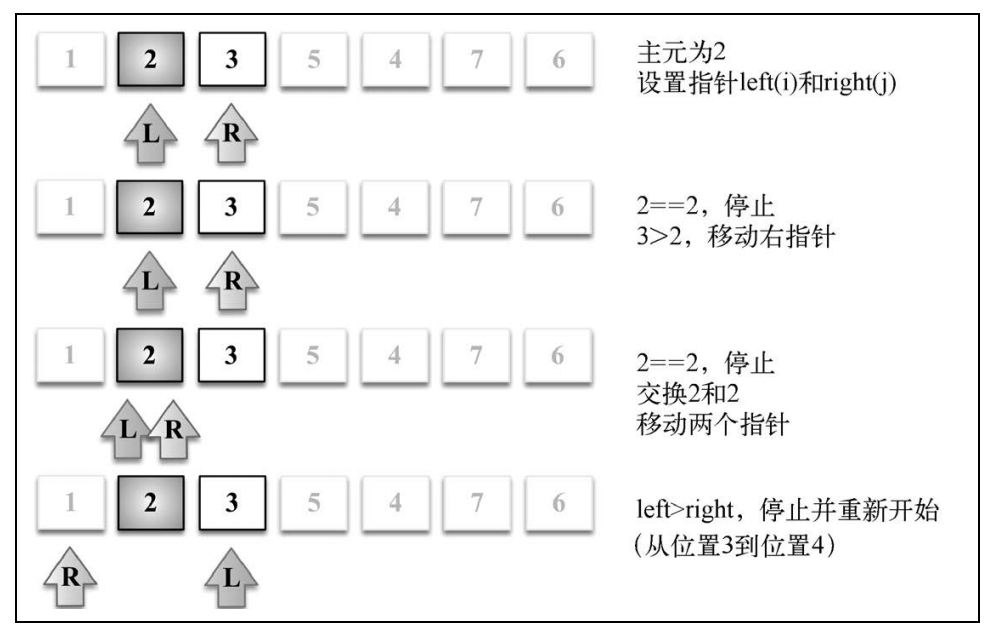 1 2 3 5 4 7 6
主元为2
设置指针left(i)和right(j)
L R
1 2 3 5 4 7 6
2==2，停止
3>2，移动右指针
L R
1 2 3 5 4 7 6
2==2，停止
交换2和2
移动两个指针
L R
1 2 3 5 4 7 6
left>right，停止并重新开始
（从位置3到位置4）
R L